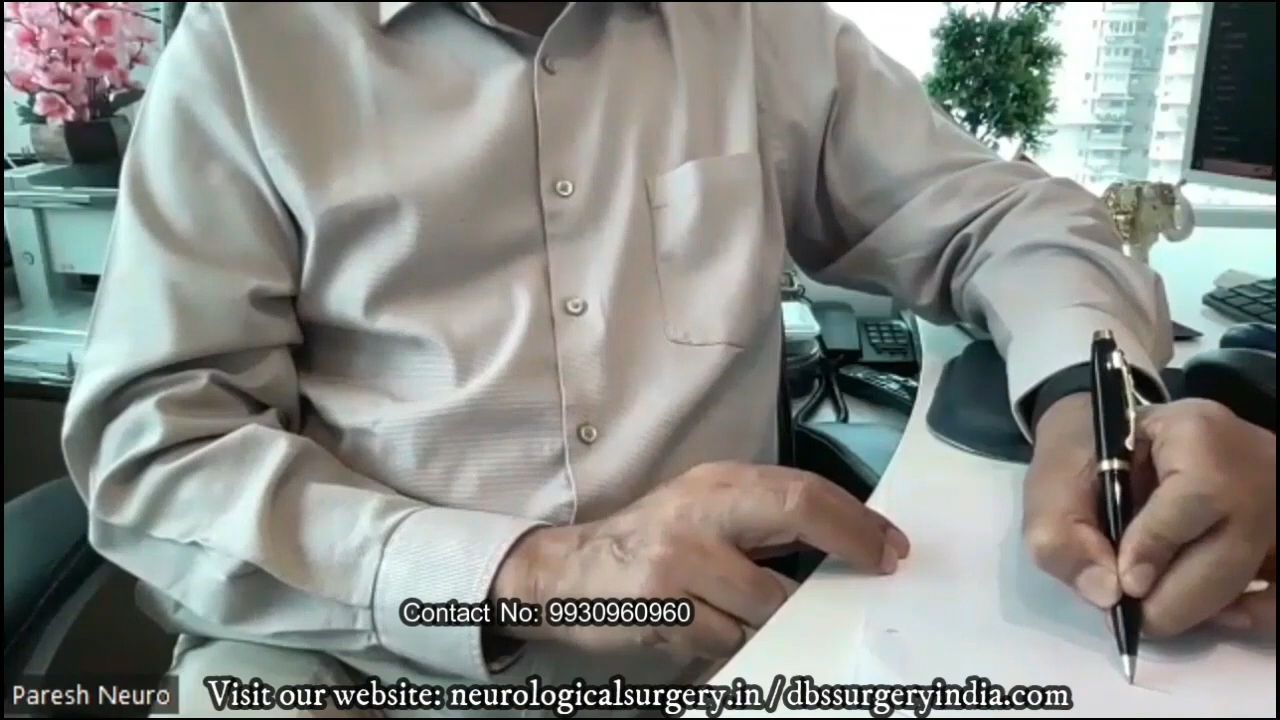 Contact No: 9930960960
Paresh Neuro
Visit our website: neurologicalsurgery.in/dbssurgeryindia.com